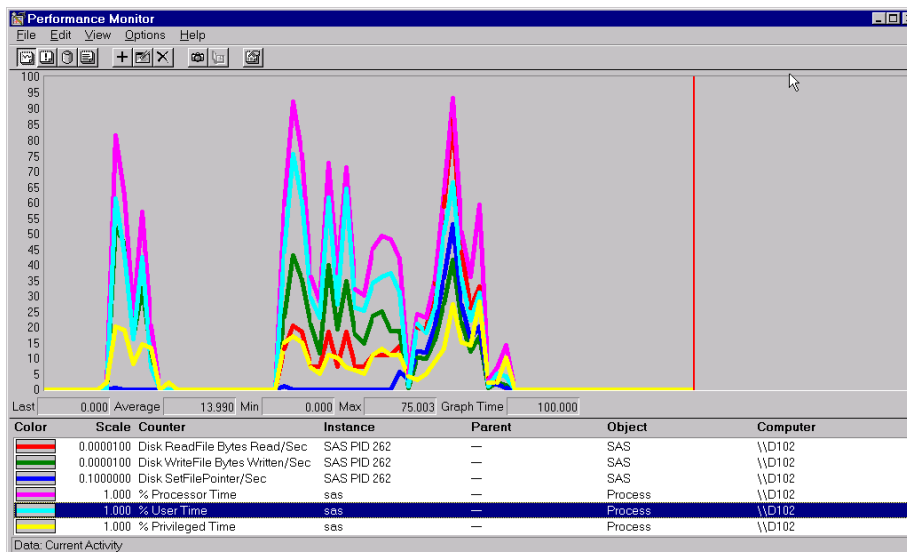 Performance Monitor
File Edit View Options Help
100
95
90
85
80
75
70
65
60
55
50
45
40
35
30
25
20
15
10
5
0
Last 0.000 Average 13.990 Min 0.000 Max 75.003 Graph Time 100.000
Color Scale Counter Instance Parent Object Computer
0.0000100 Disk ReadFile Bytes Read/Sec SAS PID 262 — SAS \\D102
0.0000100 Disk WriteFile Bytes Written/Sec SAS PID 262 — SAS \\D102
0.1000000 Disk SetFilePointer/Sec SAS PID 262 — SAS \\D102
1.000 % Processor Time sas — Process \\D102
1.000 % User Time sas — Process \\D102
1.000 % Privileged Time sas — Process \\D102
Data: Current Activity